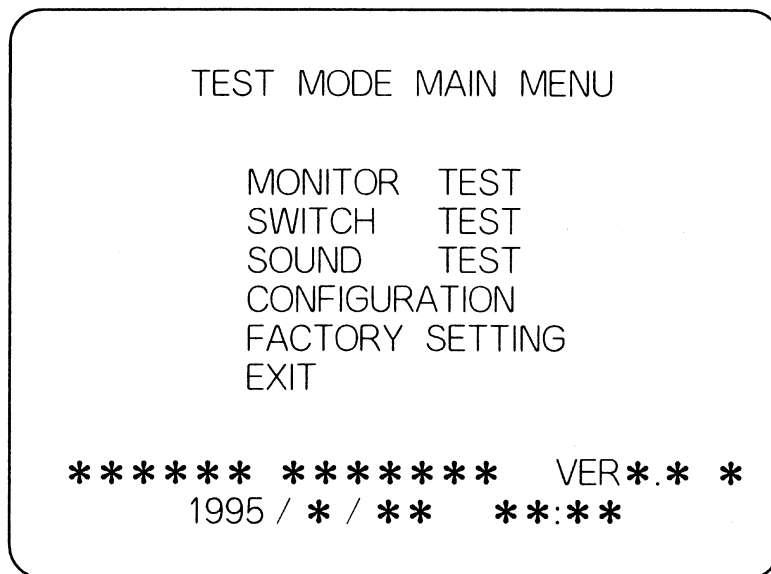 TEST MODE MAIN MENU
MONITOR TEST
SWITCH TEST
SOUND TEST
CONFIGURATION
FACTORY SETTING
EXIT
****** ******* VER*.* *
1995 / * / ** **:**